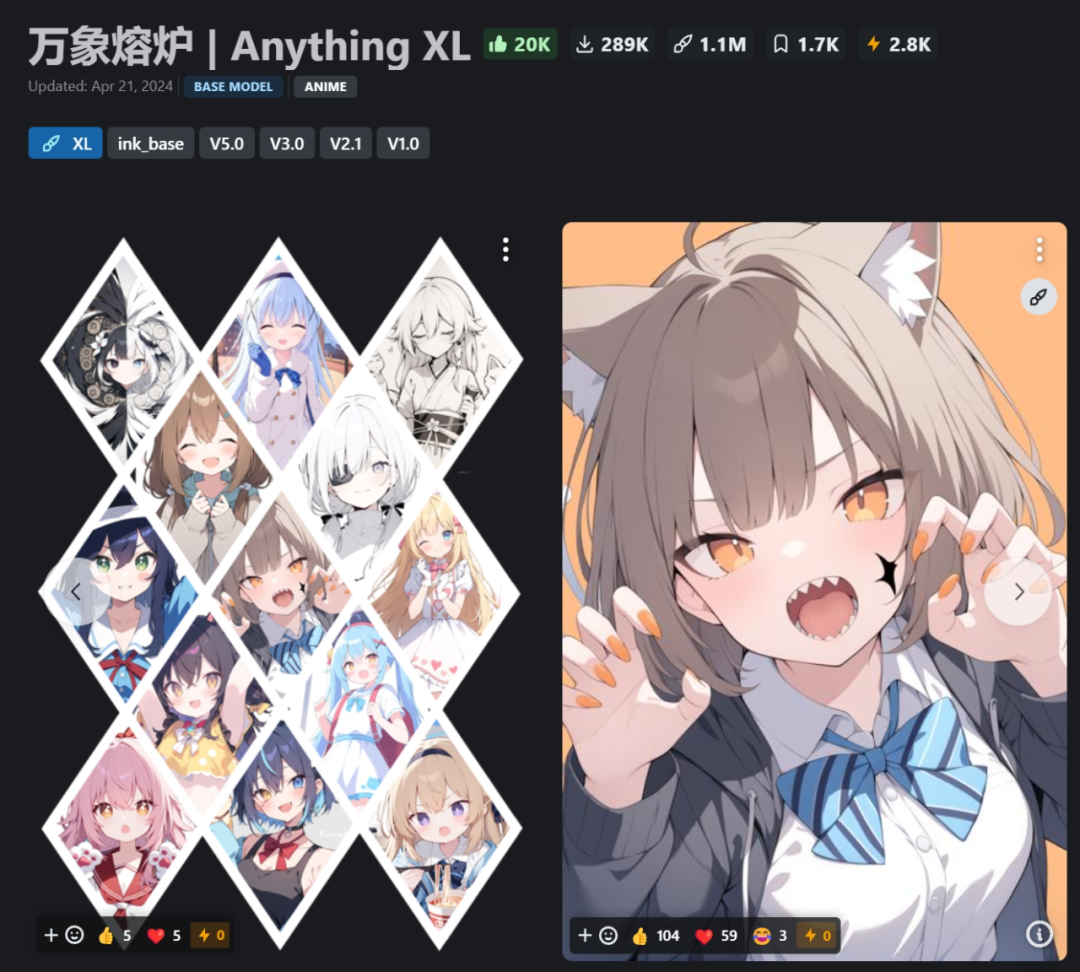 万象熔炉 | Anything XL 20K 289K 1.1M 1.7K 2.8K
Updated: Apr 21, 2024 BASE MODEL ANIME
XL ink_base V5.0 V3.0 V2.1 V1.0
5 5 0
104 59 3 0